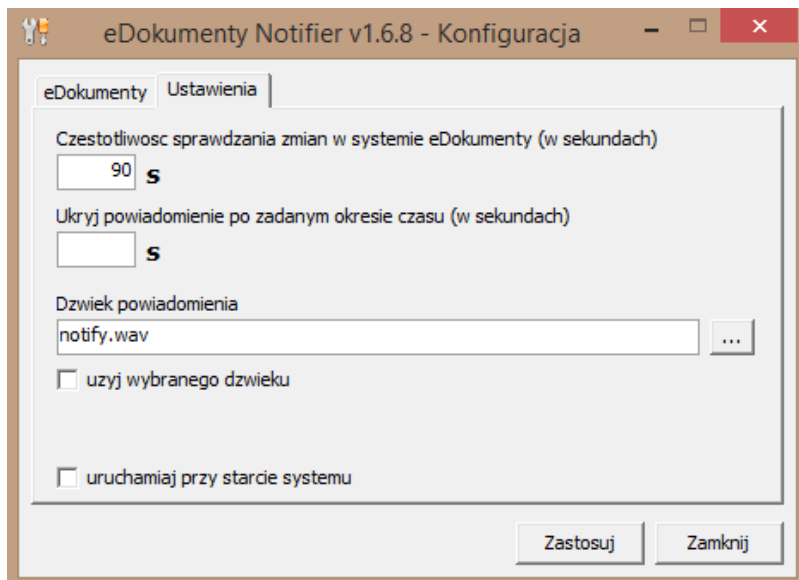 eDokumenty Notifier v1.6.8 - Konfiguracja
eDokumenty Ustawienia
Czestotliwosc sprawdzania zmian w systemie eDokumenty (w sekundach)
90 s
Ukryj powiadomienie po zadanym okresie czasu (w sekundach)
s
Dzwiek powiadomienia
notify.wav ...
uzyj wybranego dzwieku
uruchamiaj przy starcie systemu
Zastosuj Zamknij